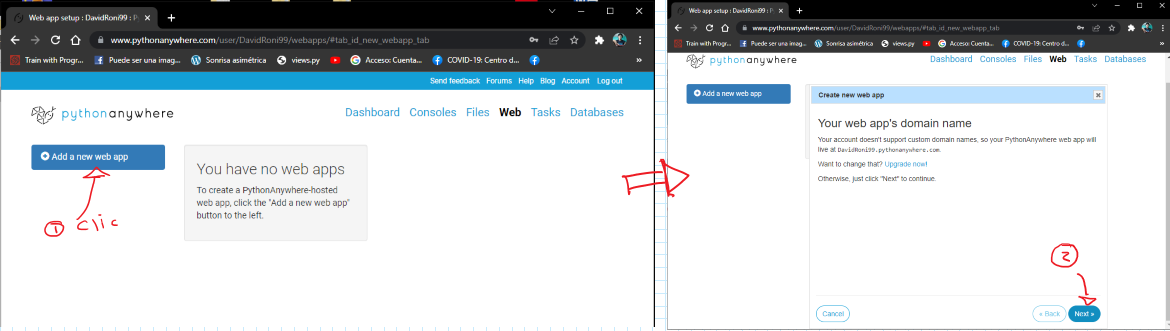 Web app setup : DavidRoni99 : P
www.pythonanywhere.com/user/DavidRoni99/webapps/#tab_id_new_webapp_tab
Train with Progr... Puede ser una imag... Sonrisa asimétrica views.py Acceso: Cuenta... COVID-19: Centro d...
Send feedback Forums Help Blog Account Log out
pythonanywhere
Dashboard Consoles Files Web Tasks Databases
Add a new web app
You have no web apps
To create a PythonAnywhere-hosted
web app, click the "Add a new web app"
button to the left.
1 clic
Web app setup : DavidRoni99 : P
www.pythonanywhere.com/user/DavidRoni99/webapps/#tab_id_new_webapp_tab
Train with Progr... Puede ser una imag... Sonrisa asimétrica views.py Acceso: Cuenta... COVID-19: Centro d...
pythonanywhere
Dashboard Consoles Files Web Tasks Databases
Add a new web app
Create new web app
Your web app's domain name
Your account doesn't support custom domain names, so your PythonAnywhere web app will
live at DavidRoni99.pythonanywhere.com.
Want to change that? Upgrade now!
Otherwise, just click "Next" to continue.
2
Cancel
« Back Next »